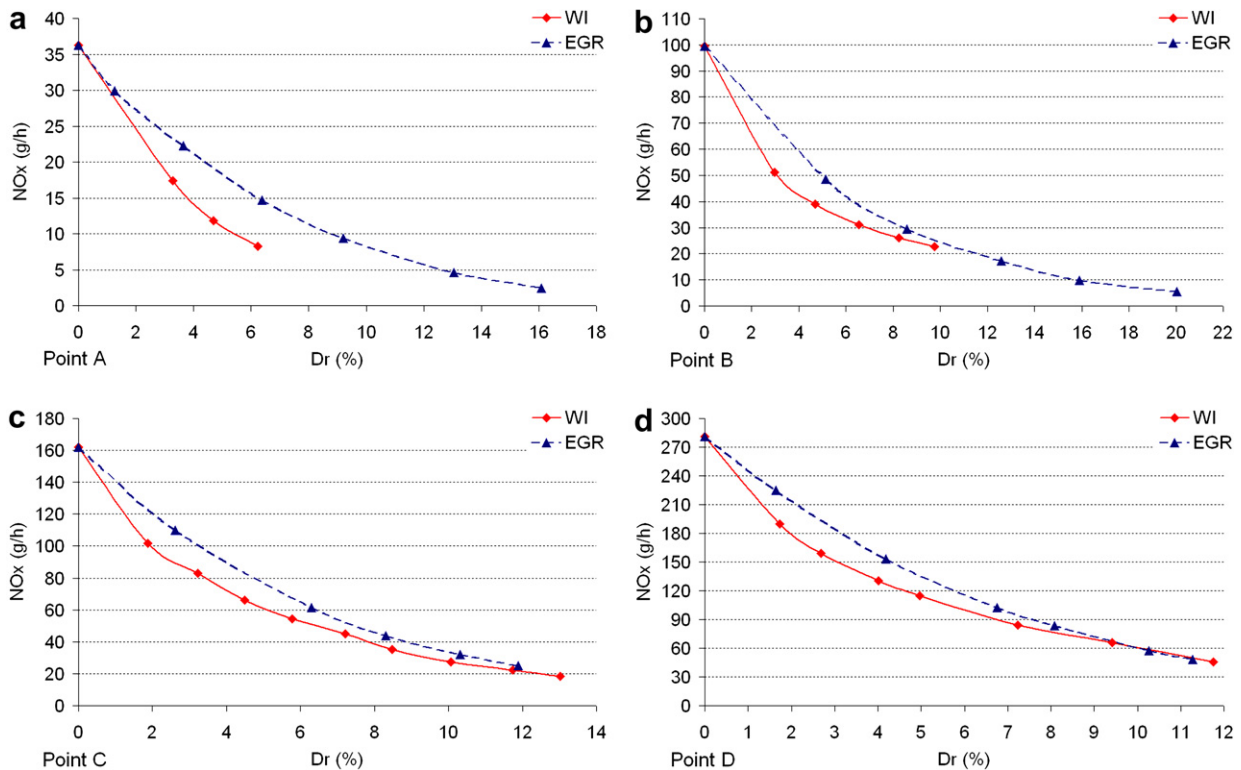 a
WI
EGR
NOx (g/h)
40
35
30
25
20
15
10
5
0
0 2 4 6 8 10 12 14 16 18
Point A
Dr (%)
b
WI
EGR
NOx (g/h)
110
100
90
80
70
60
50
40
30
20
10
0
0 2 4 6 8 10 12 14 16 18 20 22
Point B
Dr (%)
c
WI
EGR
NOx (g/h)
180
160
140
120
100
80
60
40
20
0
0 2 4 6 8 10 12 14
Point C
Dr (%)
d
WI
EGR
NOx (g/h)
300
270
240
210
180
150
120
90
60
30
0
0 1 2 3 4 5 6 7 8 9 10 11 12
Point D
Dr (%)